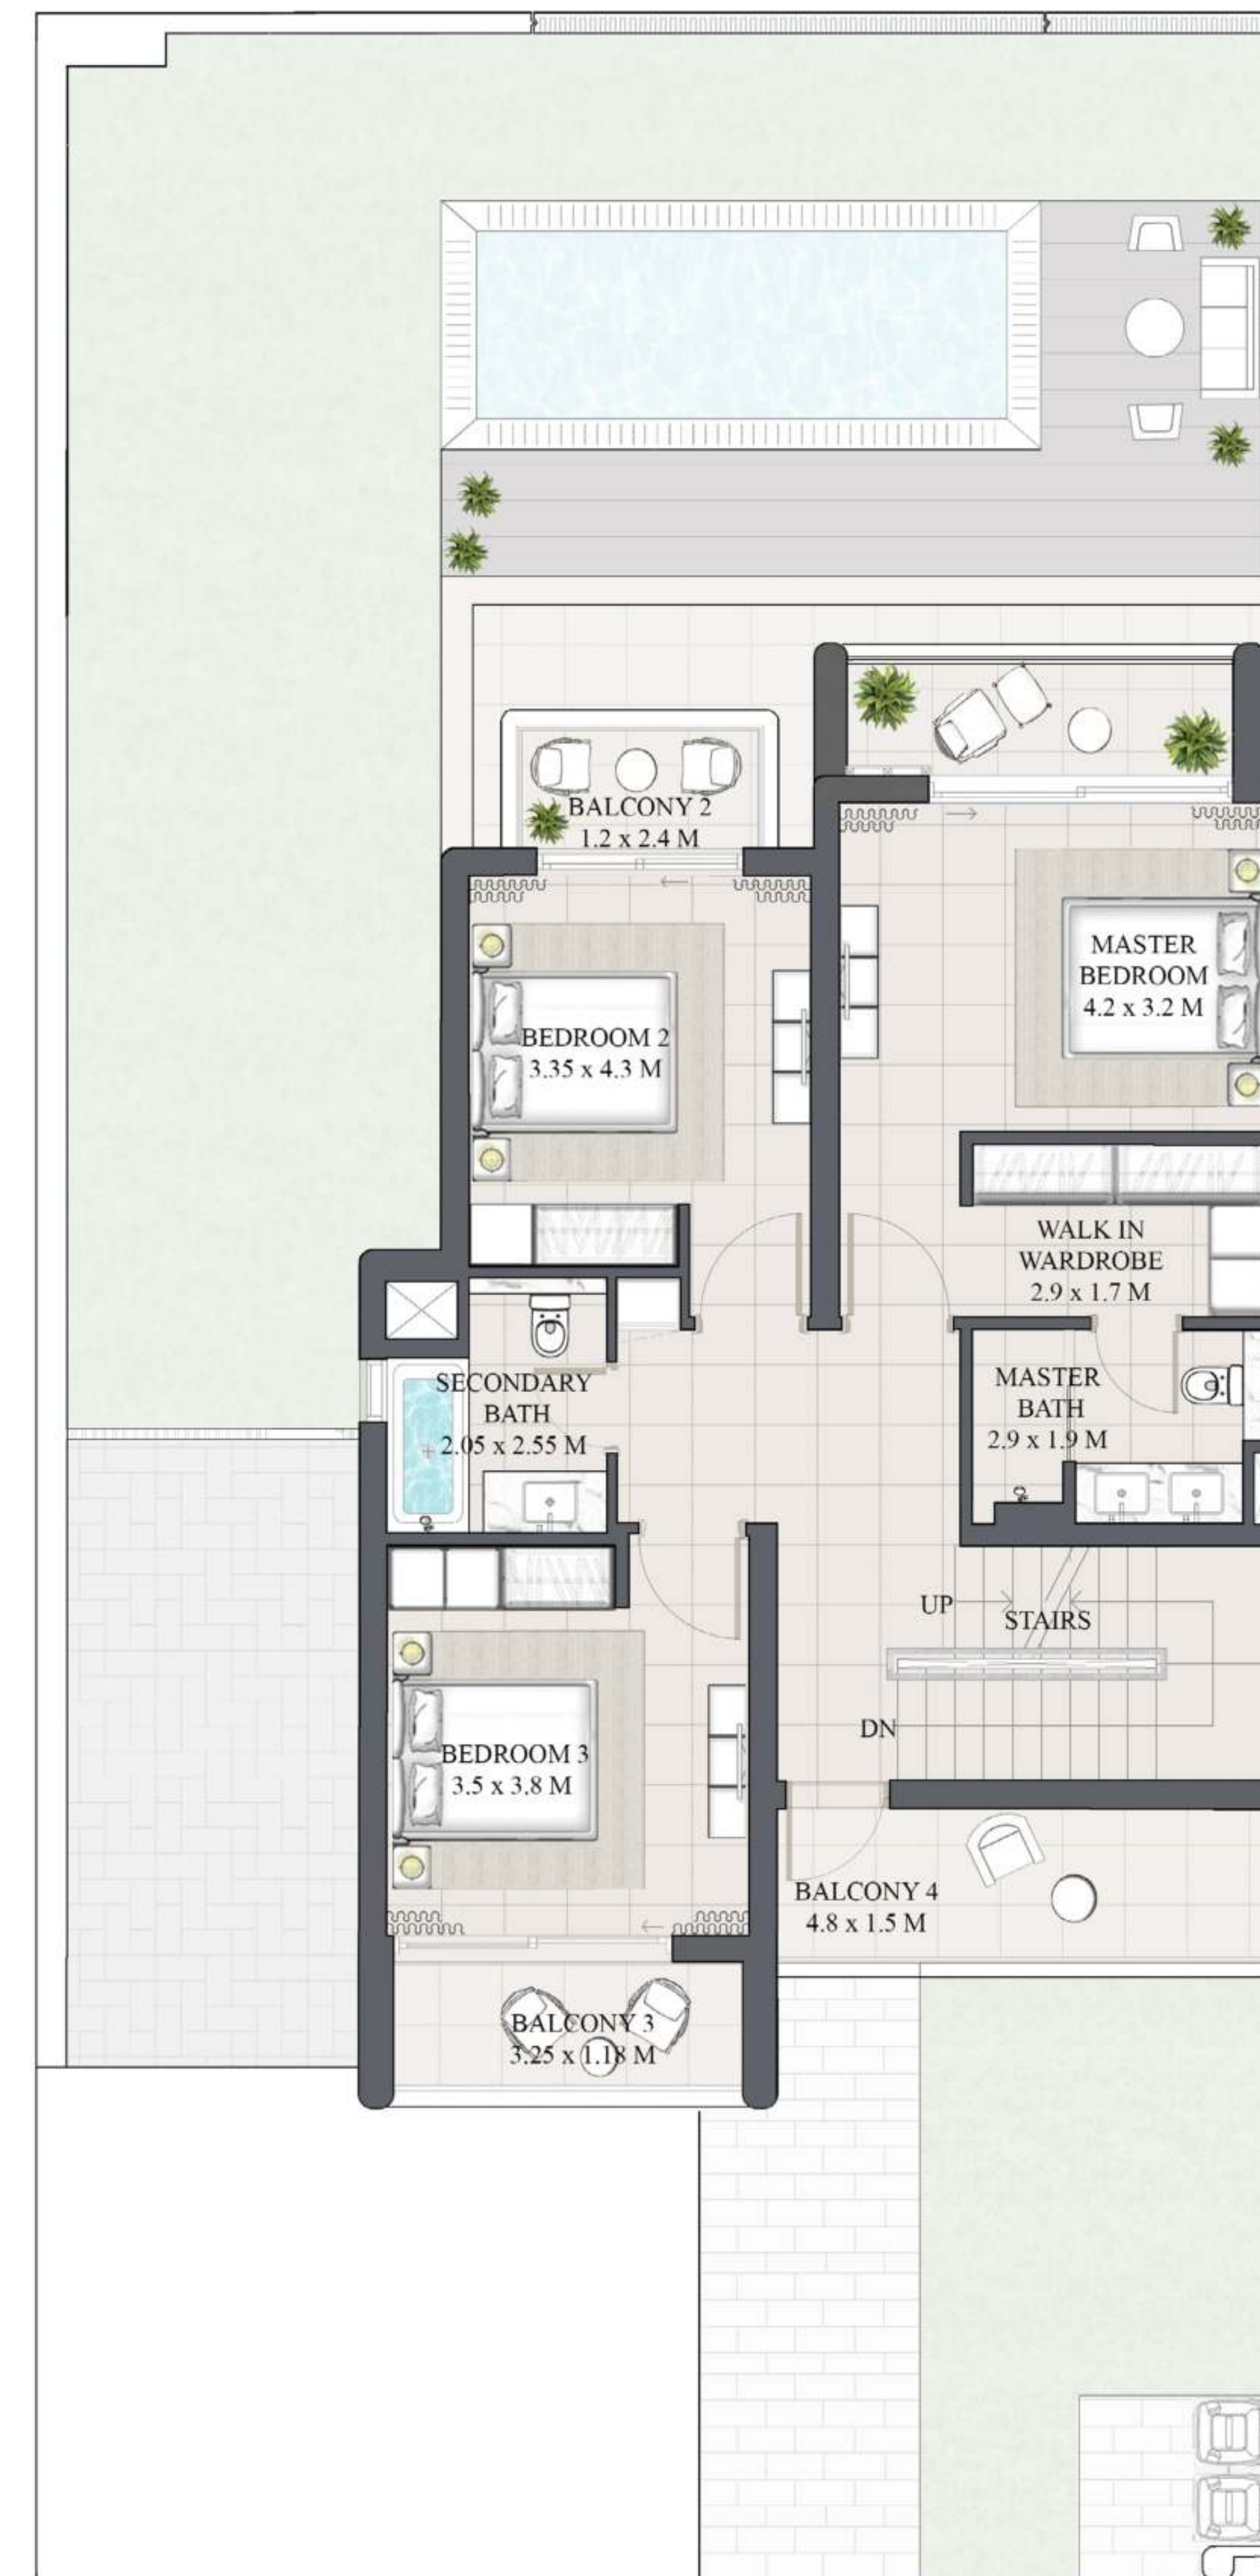 BALCONY 2
1.2 x 2.4 M
MASTER
BEDROOM
4.2 x 3.2 M
BEDROOM 2
3.35 x 4.3 M
WALK IN
WARDROBE
2.9 x 1.7 M
SECONDARY
BATH
2.05 x 2.55 M
MASTER
BATH
2.9 x 1.9 M
UP
STAIRS
DN
BEDROOM 3
3.5 x 3.8 M
BALCONY 4
4.8 x 1.5 M
BALCONY 3
3.25 x 1.18 M